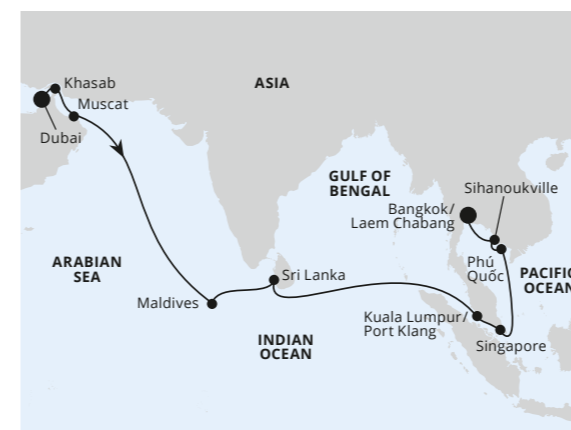 Khasab
ASIA
Muscat
Dubai
GULF OF
BENGAL
Sihanoukville
Bangkok/
Laem Chabang
ARABIAN
SEA
Phú
Quốc
PACIFIC
OCEAN
Sri Lanka
Maldives
Kuala Lumpur/
Port Klang
INDIAN
OCEAN
Singapore